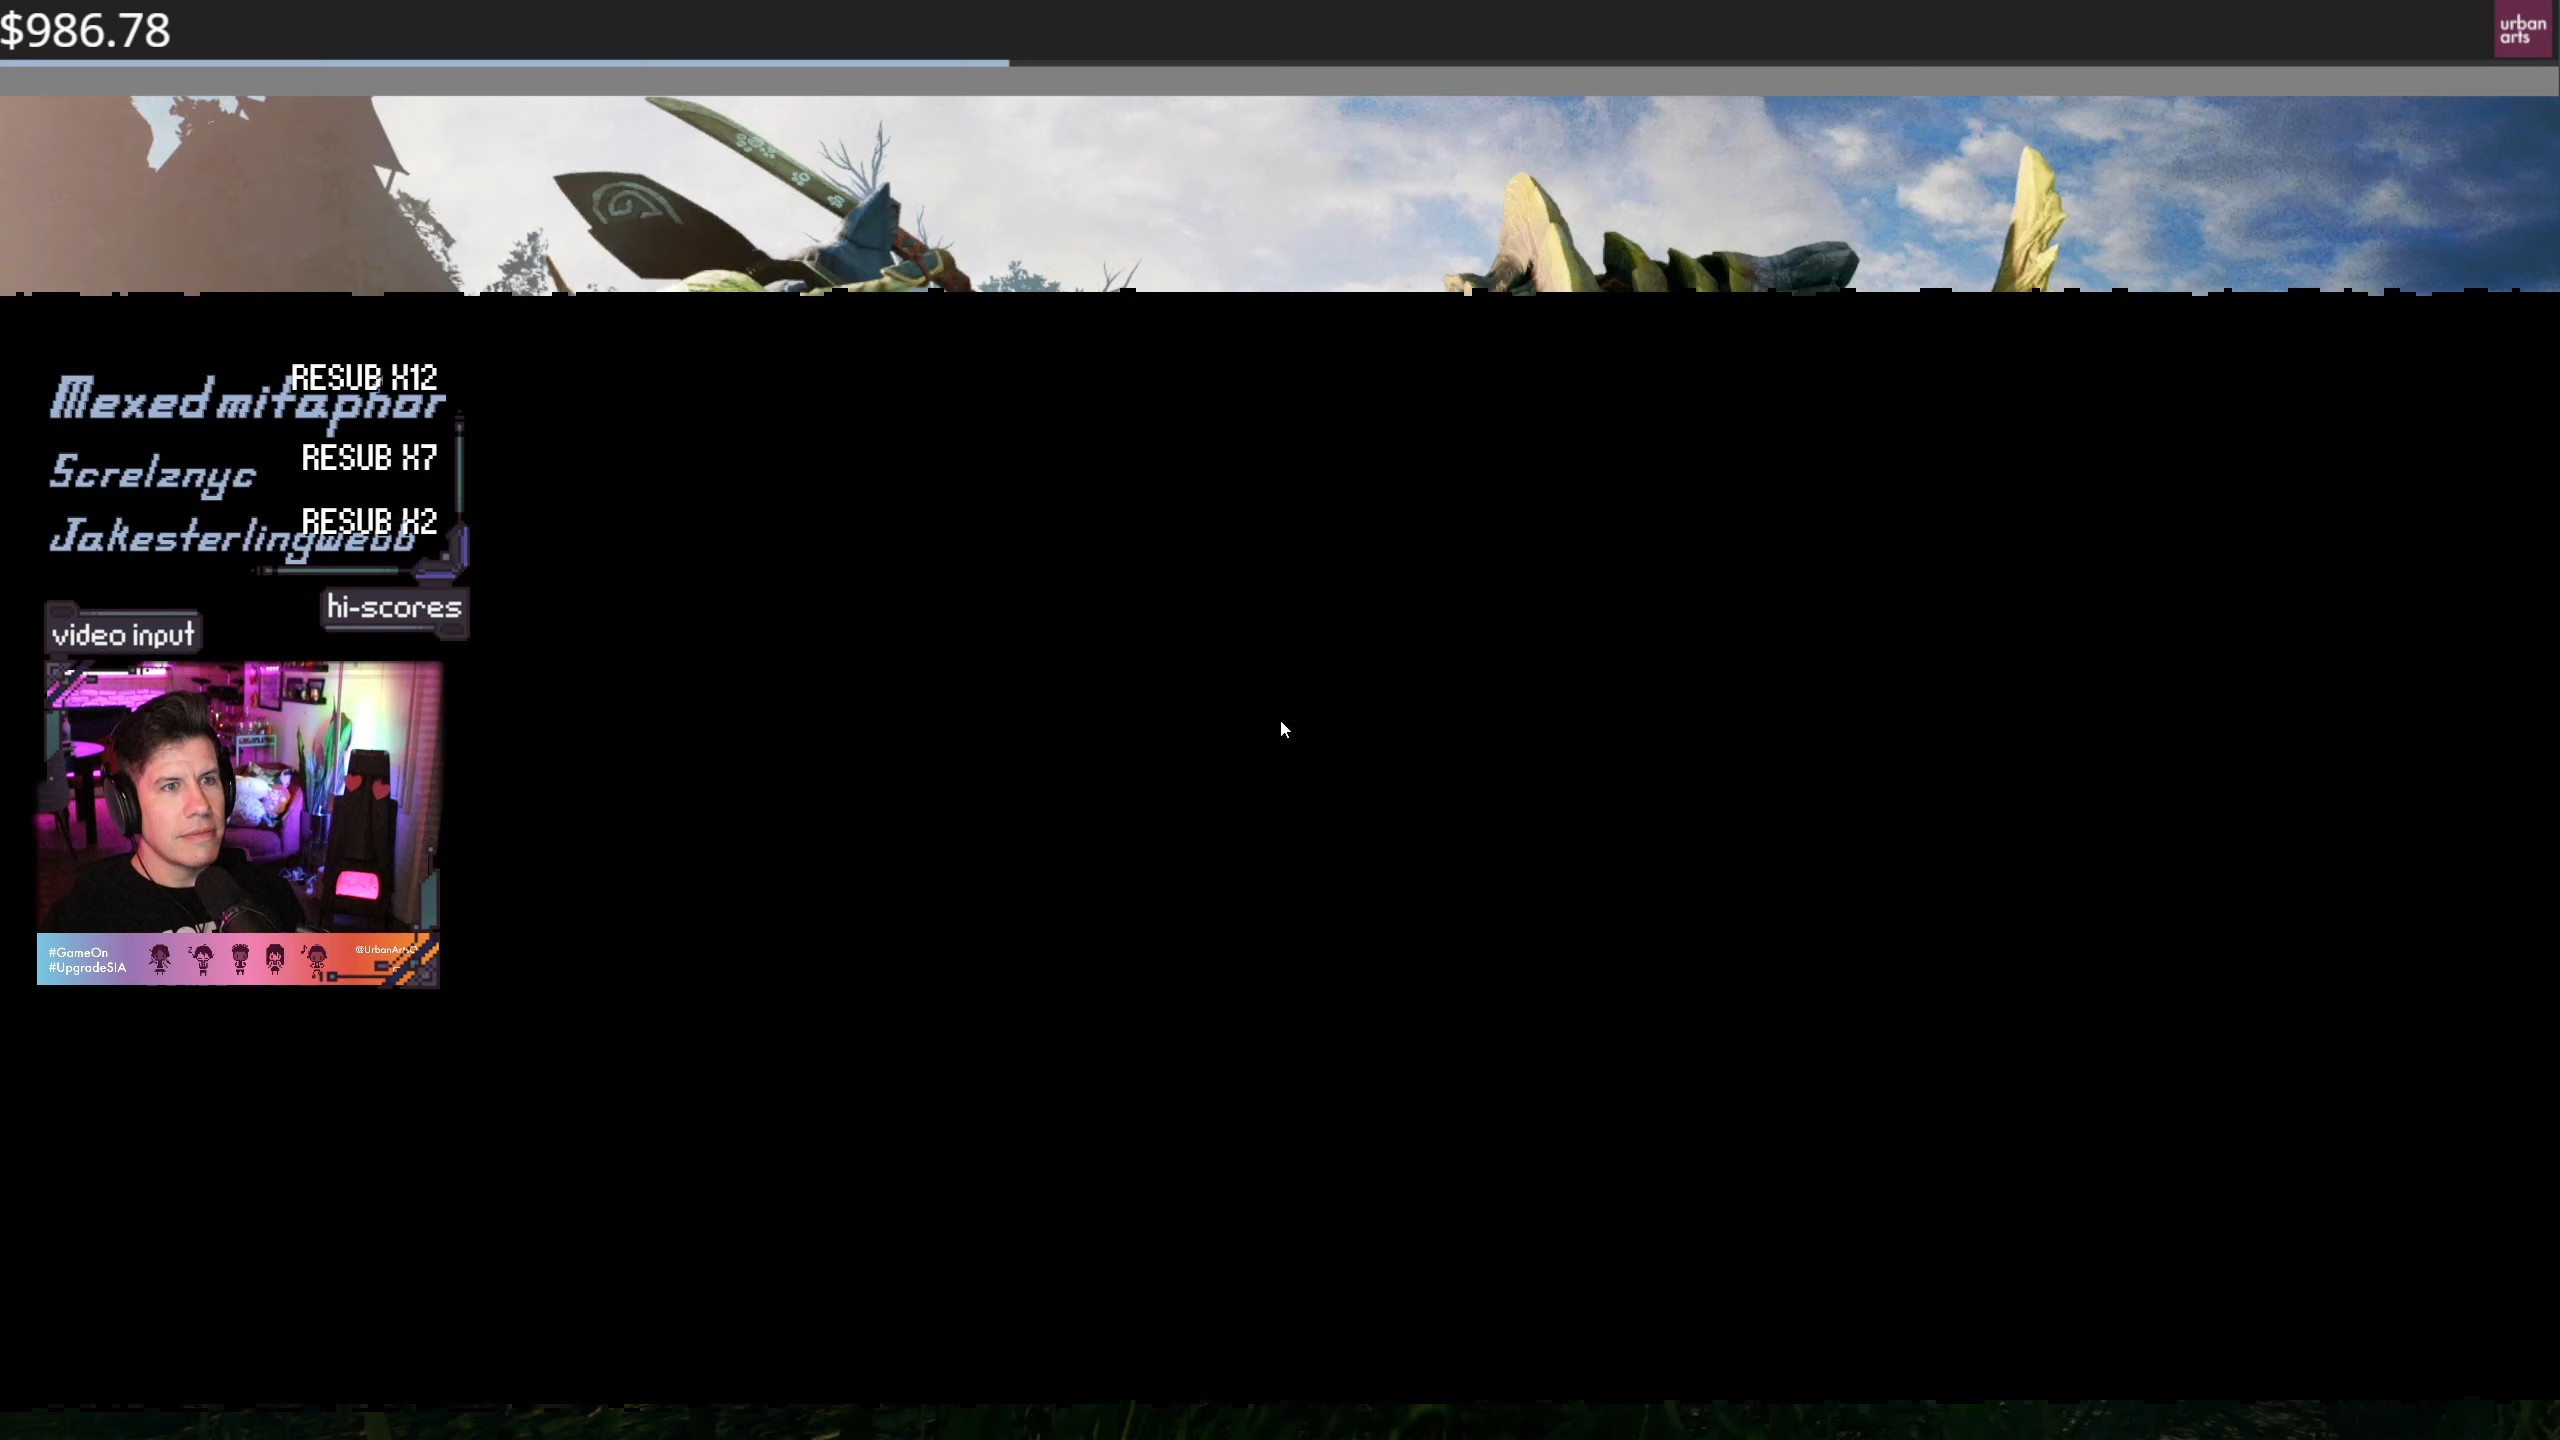 $986.78
urban
arts
RESUB X12
Mexedmitaphor
RESUB X7
Screlznyc
RESUB X2
Jakesterlingwebb
hi-scores
video input
#GameOn
#UpgradeSIA